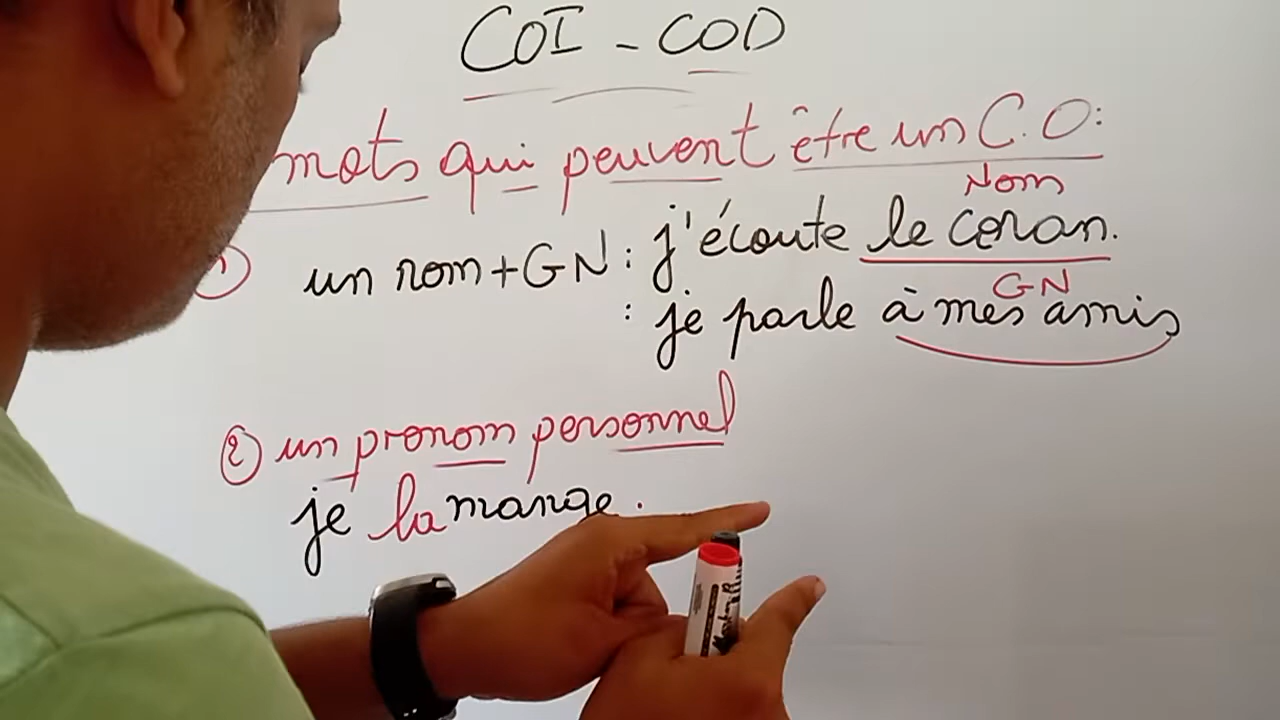 COI - COD
mots qui peuvent être un C.O:
Nom
1) un nom + GN : j'écoute le coran.
GN
: je parle à mes amis
2) un pronom personnel
je la mange.